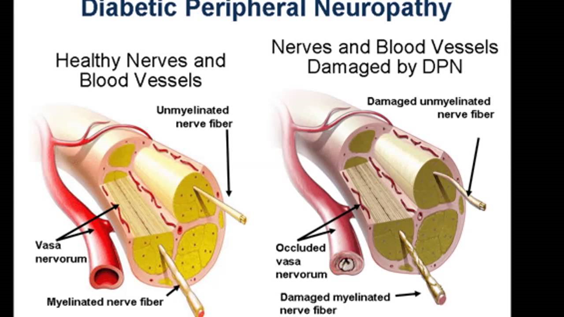 Diabetic Peripheral Neuropathy
Healthy Nerves and
Blood Vessels
Unmyelinated
nerve fiber
Vasa
nervorum
Myelinated nerve fiber
Nerves and Blood Vessels
Damaged by DPN
Damaged unmyelinated
nerve fiber
Occluded
vasa
nervorum
Damaged myelinated
nerve fiber